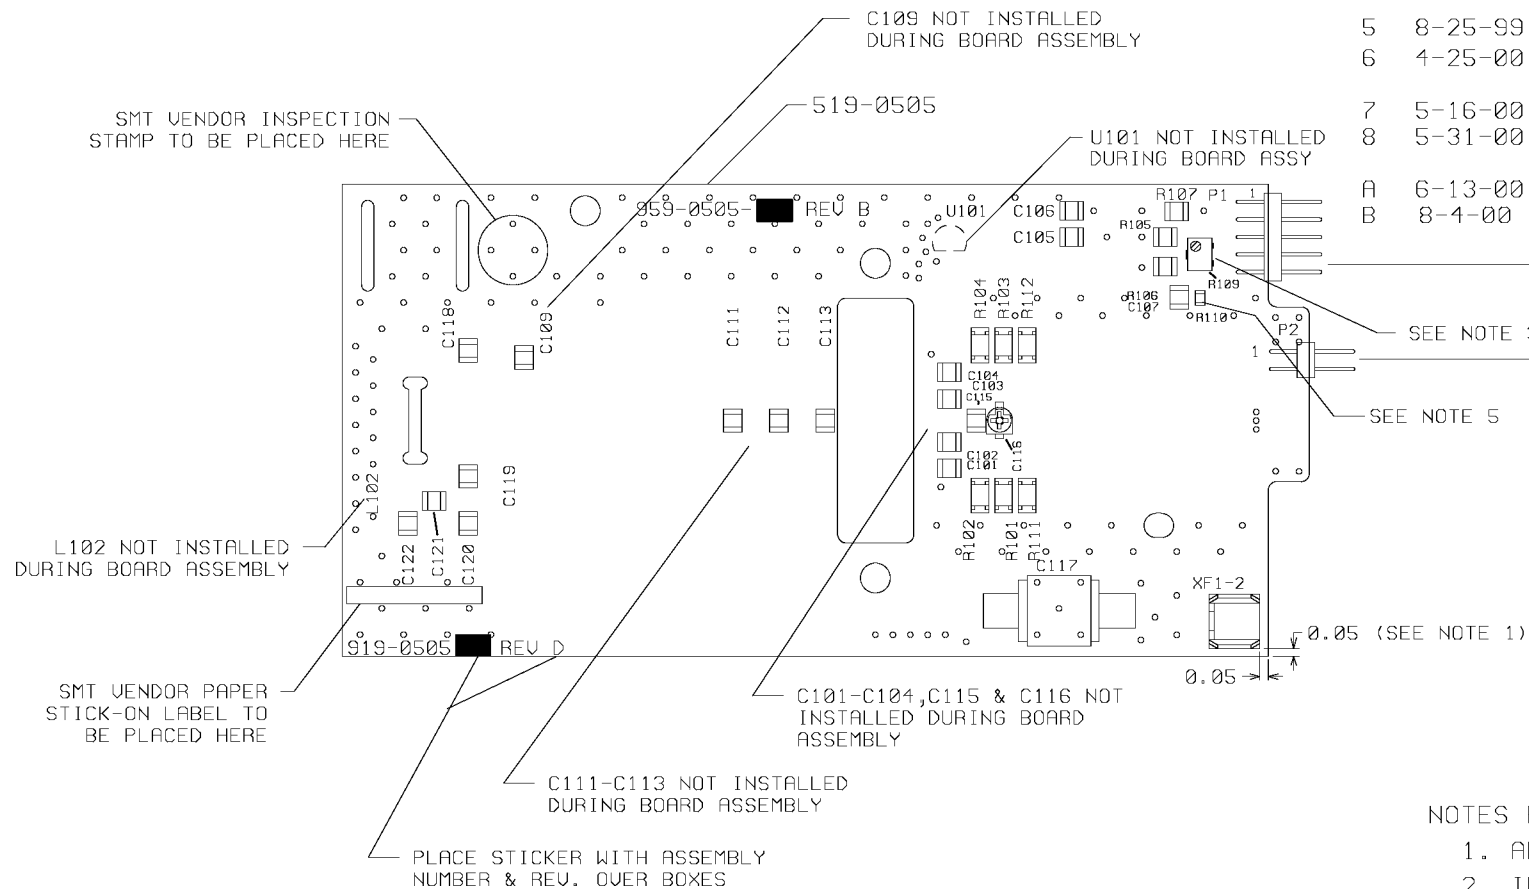 C109 NOT INSTALLED
DURING BOARD ASSEMBLY
5 8-25-99
6 4-25-00
7 5-16-00
8 5-31-00
A 6-13-00
B 8-4-00
519-0505
SMT VENDOR INSPECTION
STAMP TO BE PLACED HERE
U101 NOT INSTALLED
DURING BOARD ASSY
959-0505- REV B
U101
C106
C105
R107
P1
1
R105
R109
R106
C107
R110
P2
1
SEE NOTE
SEE NOTE 5
C118
C109
C111
C112
C113
R104
R103
R112
C104
C103
C115
C116
C102
C101
L102
C119
C122
C121
C120
R102
R101
R111
C117
XF1-2
L102 NOT INSTALLED
DURING BOARD ASSEMBLY
919-0505 REV D
0.05 (SEE NOTE 1)
0.05
SMT VENDOR PAPER
STICK-ON LABEL TO
BE PLACED HERE
C101-C104,C115 & C116 NOT
INSTALLED DURING BOARD
ASSEMBLY
C111-C113 NOT INSTALLED
DURING BOARD ASSEMBLY
PLACE STICKER WITH ASSEMBLY
NUMBER & REV. OVER BOXES
NOTES
1.
2.